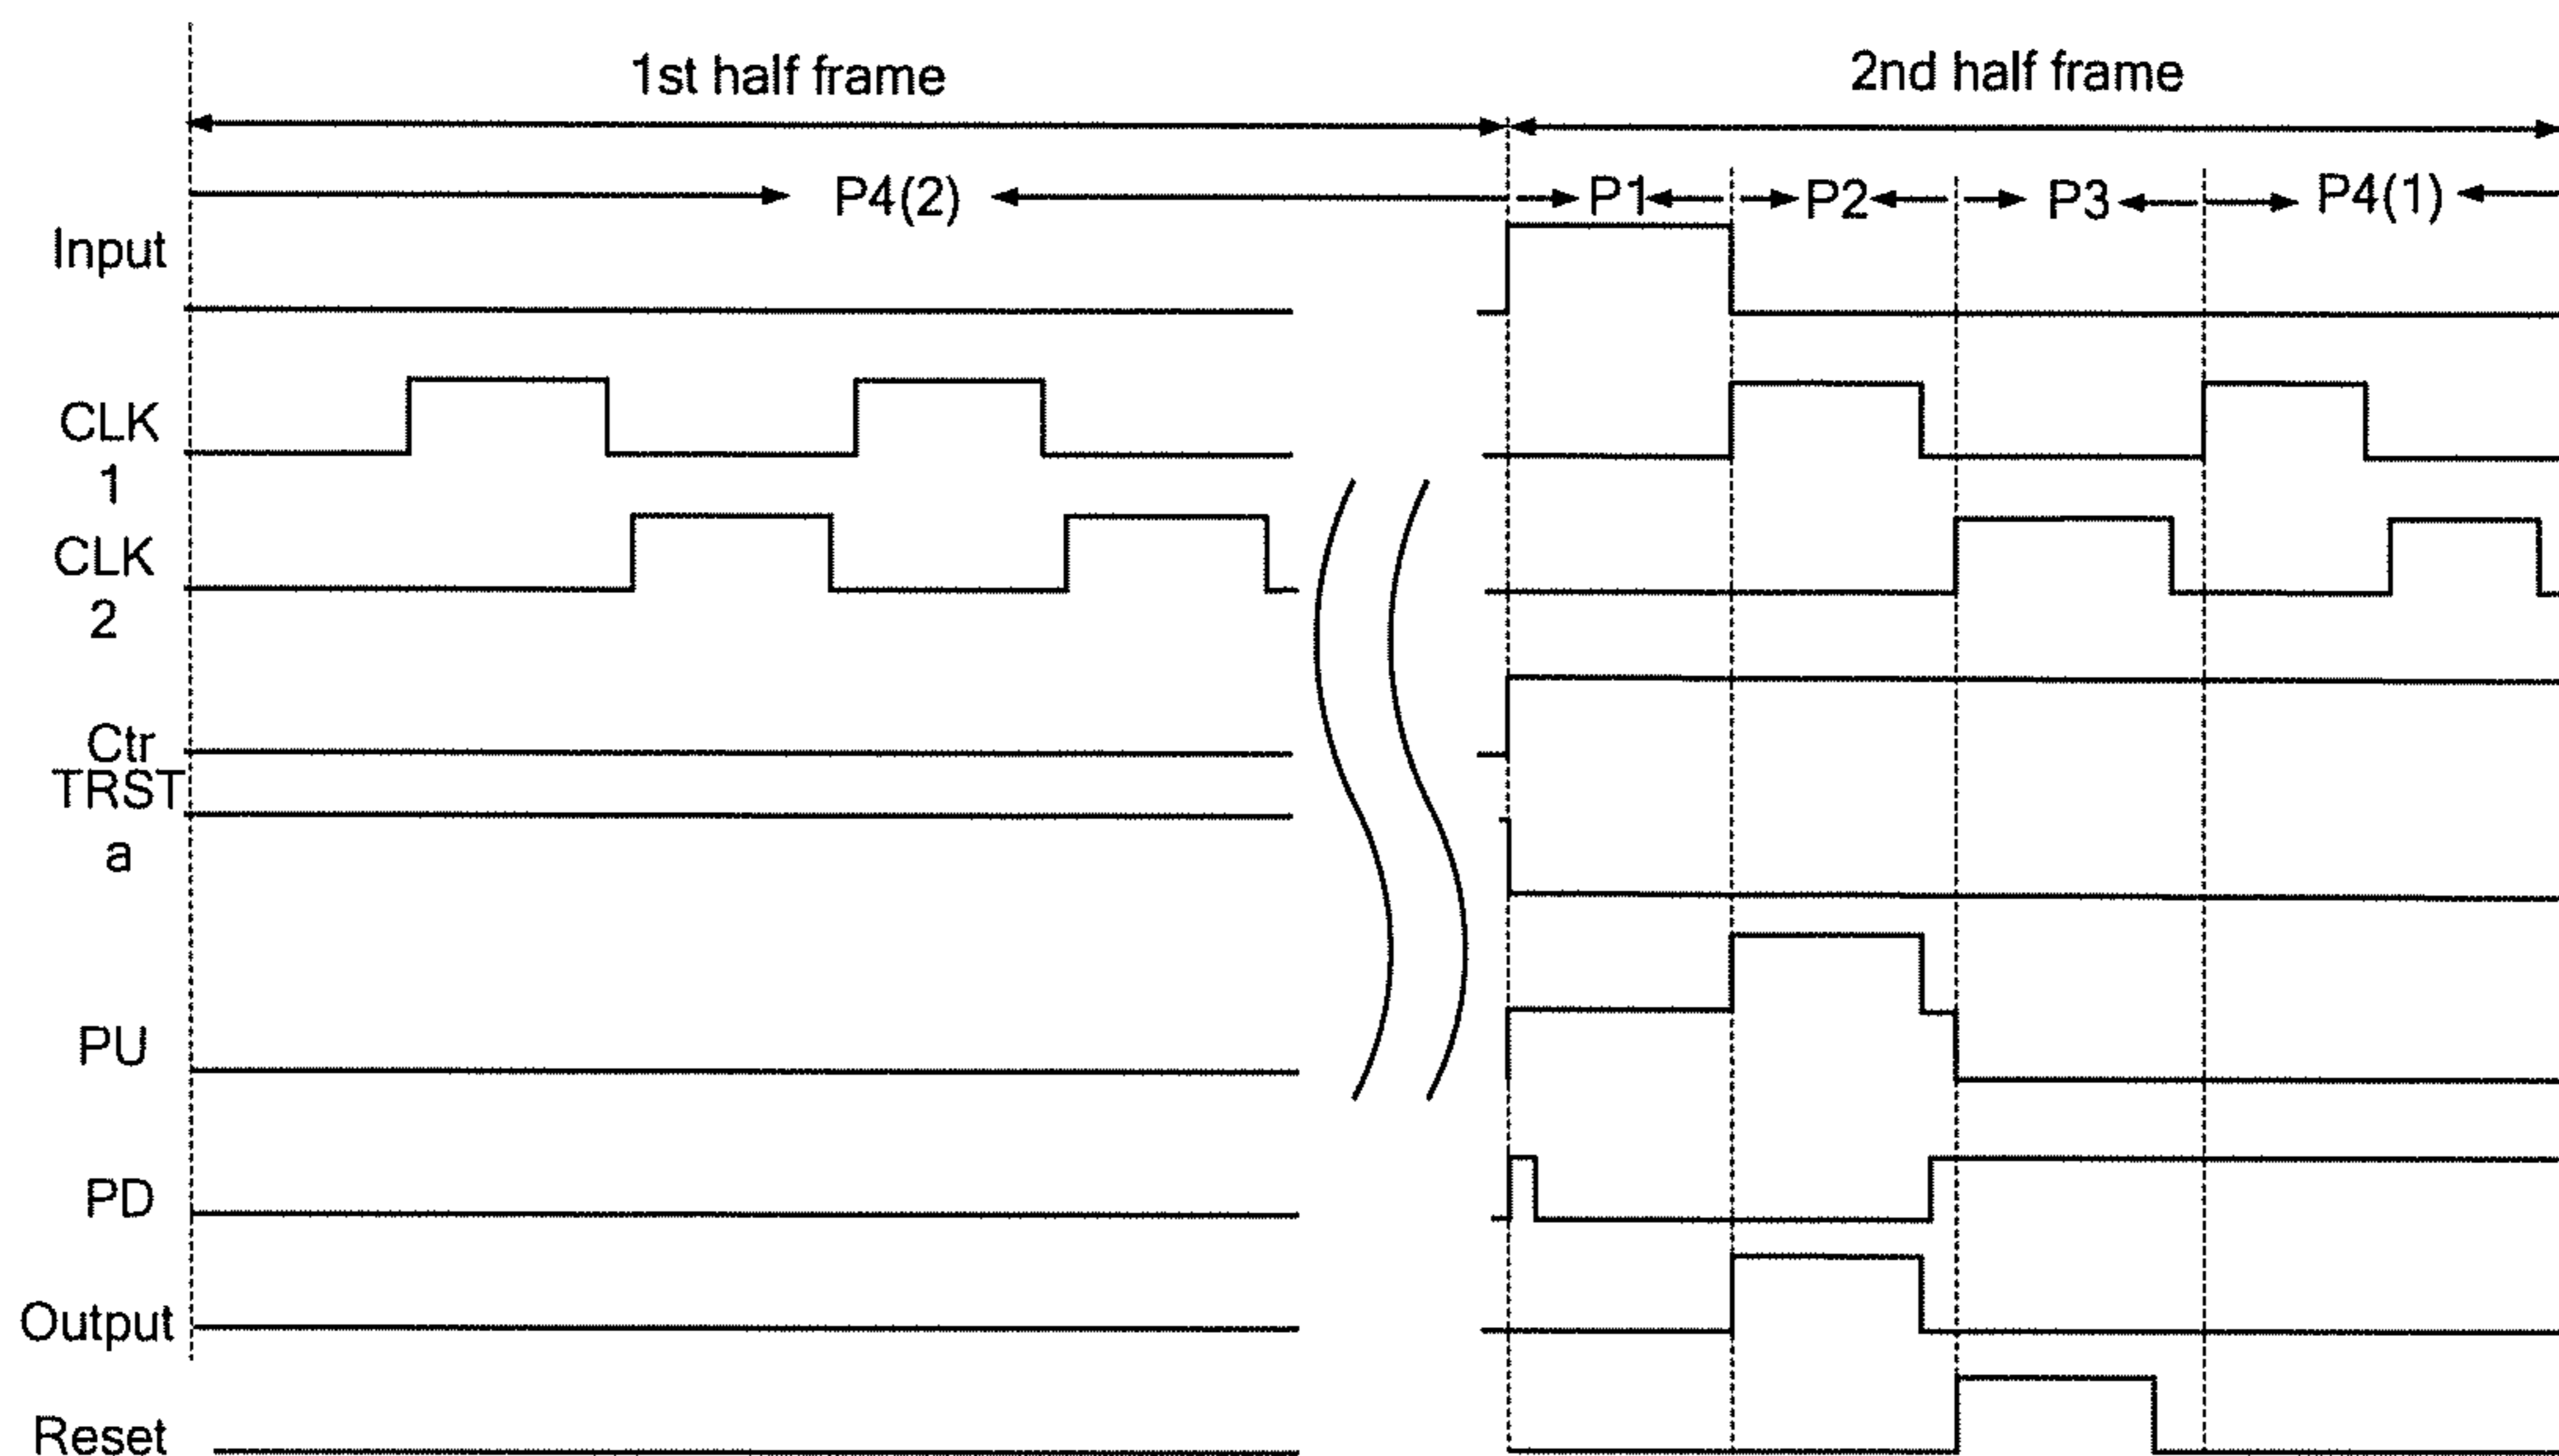 1st half frame
2nd half frame
P4(2)
P1
P2
P3
P4(1)
Input
CLK
1
CLK
2
Ctr
TRST
a
PU
PD
Output
Reset